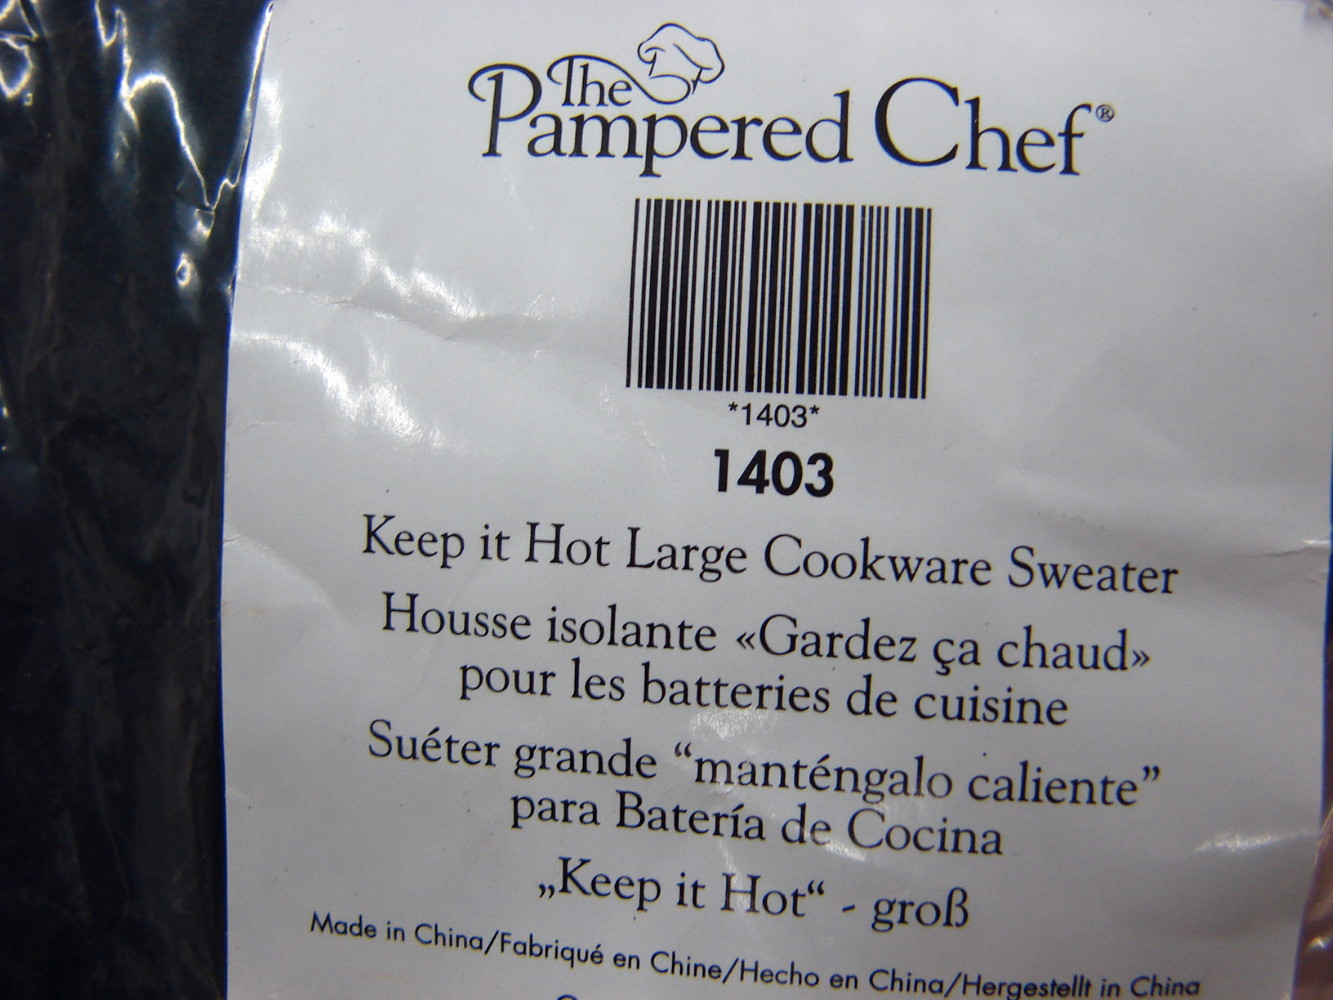 The
Pampered Chef®
*1403*
1403
Keep it Hot Large Cookware Sweater
Housse isolante «Gardez ça chaud»
pour les batteries de cuisine
Suéter grande “manténgalo caliente”
para Batería de Cocina
„Keep it Hot“ - groß
Made in China/Fabriqué en Chine/Hecho en China/Hergestellt in China